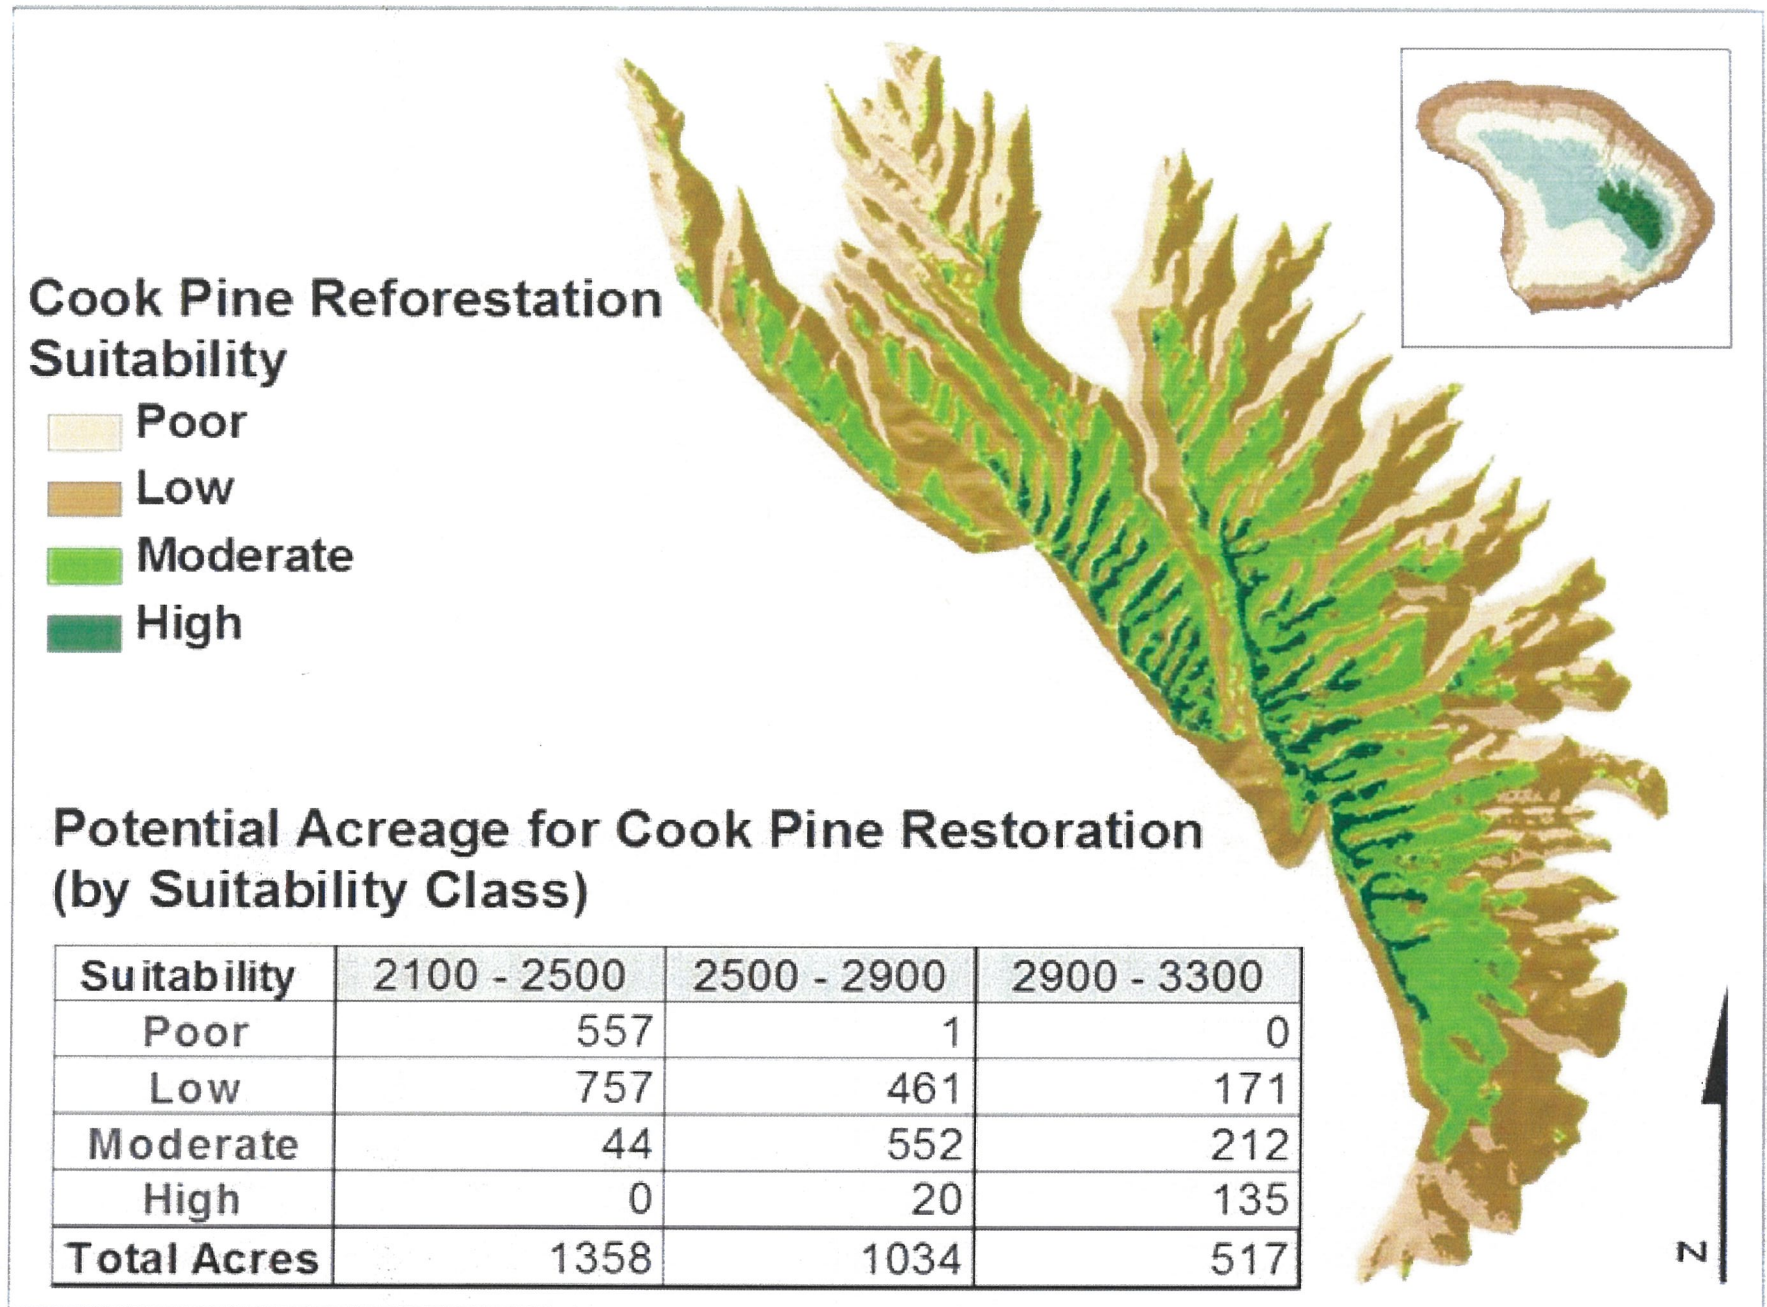 Cook Pine Reforestation
Suitability
Poor
Low
Moderate
High
Potential Acreage for Cook Pine Restoration
(by Suitability Class)
Suitability 2100 - 2500 2500 - 2900 2900 - 3300
Poor 557 1 0
Low 757 461 171
Moderate 44 552 212
High 0 20 135
Total Acres 1358 1034 517
N